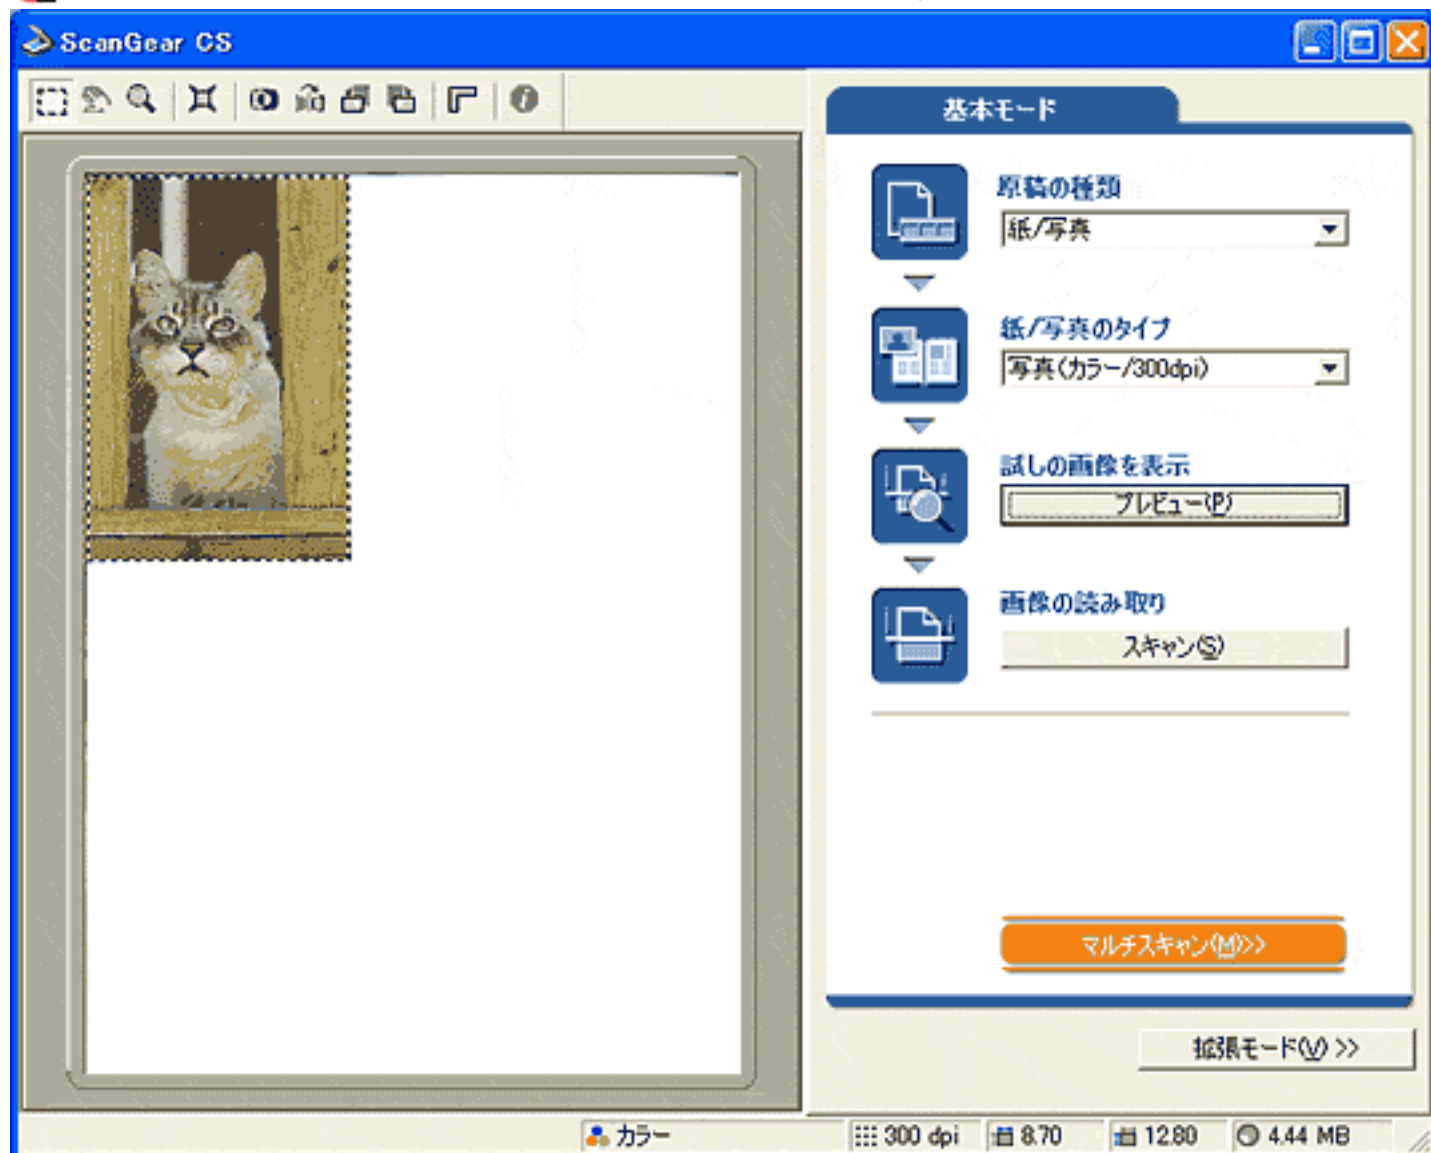 ScanGear CS
基本モード
原稿の種類
紙/写真
紙/写真のタイプ
写真(カラー/300dpi)
試しの画像を表示
プレビュー(P)
画像の読み取り
スキャン(S)
マルチスキャン(M)>>
拡張モード(V) >>
カラー
300 dpi
8.70
12.80
4.44 MB